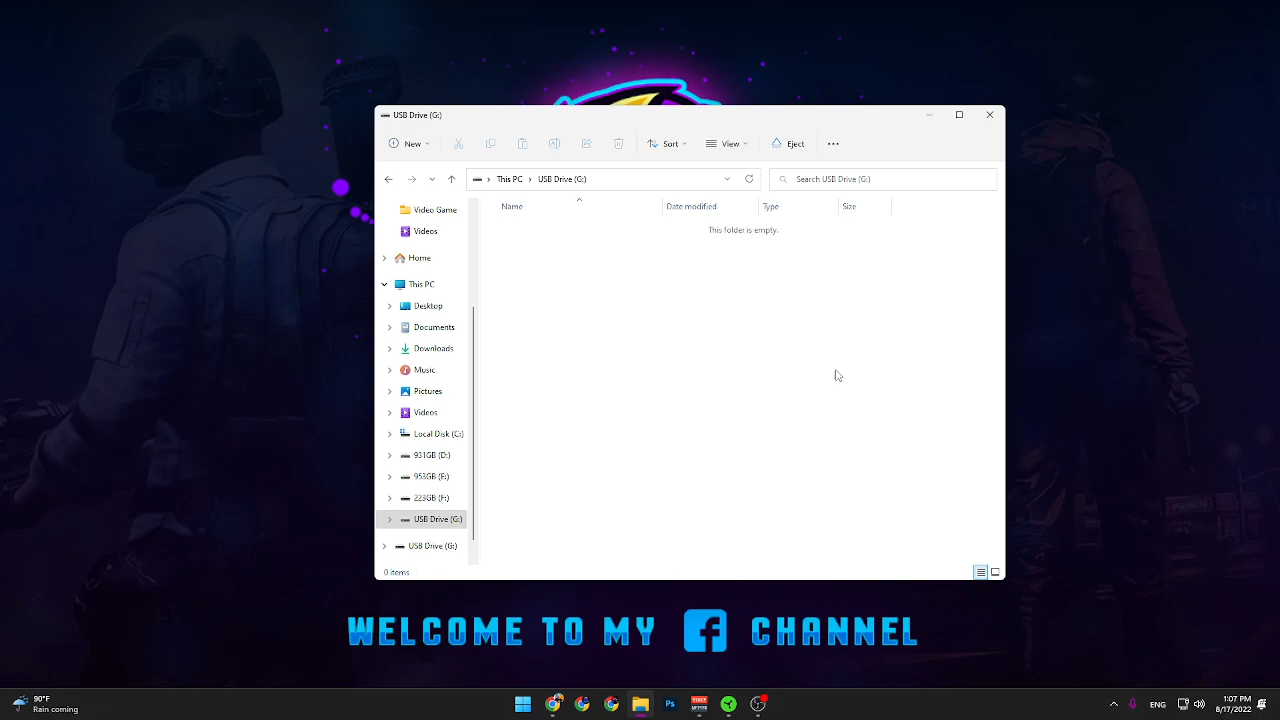 USB Drive (G:)
New
Sort
View
Eject
This PC
USB Drive (G:)
Search USB Drive (G:)
Name
Date modified
Type
Size
This folder is empty.
Video Game
Videos
Home
This PC
Desktop
Documents
Downloads
Music
Pictures
Videos
Local Disk (C:)
931GB (D:)
953GB (E:)
223GB (F:)
USB Drive (G:)
USB Drive (G:)
0 items
WELCOME TO MY f CHANNEL
90°F
Rain coming
Ps
ENG
1:07 PM
8/17/2022